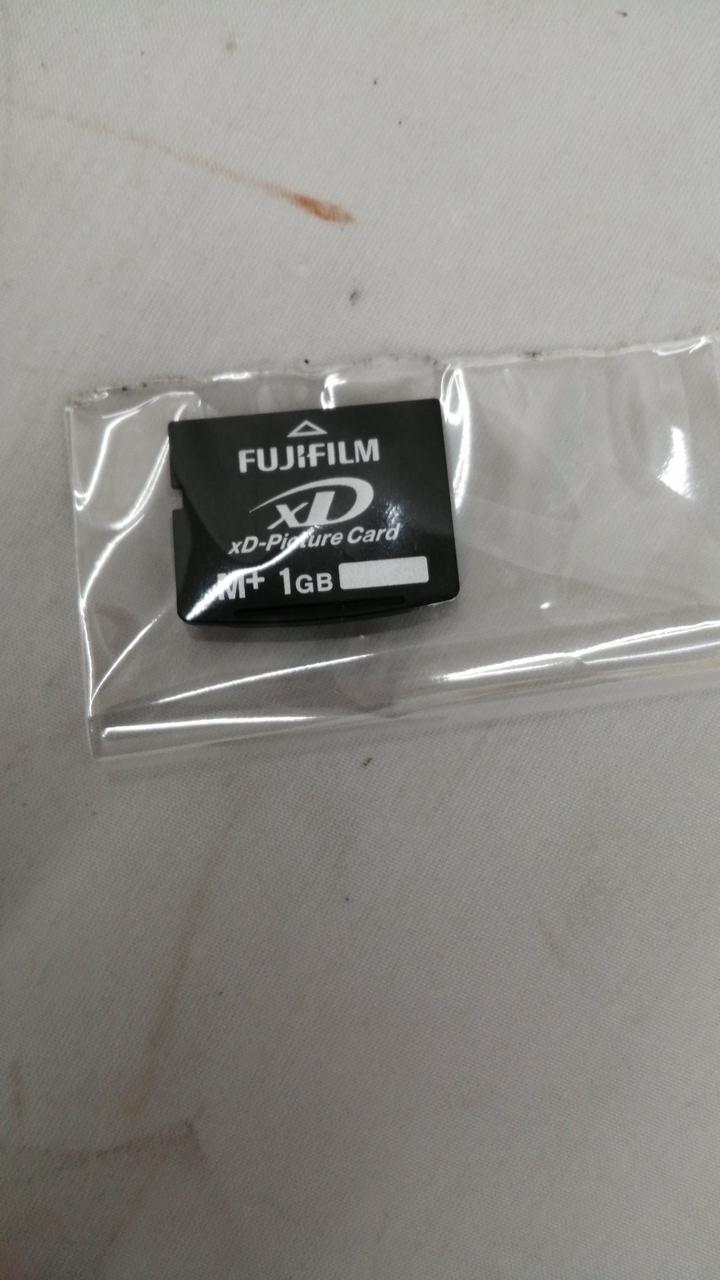 FUJIFILM
xD
xD-Picture Card
M+ 1GB